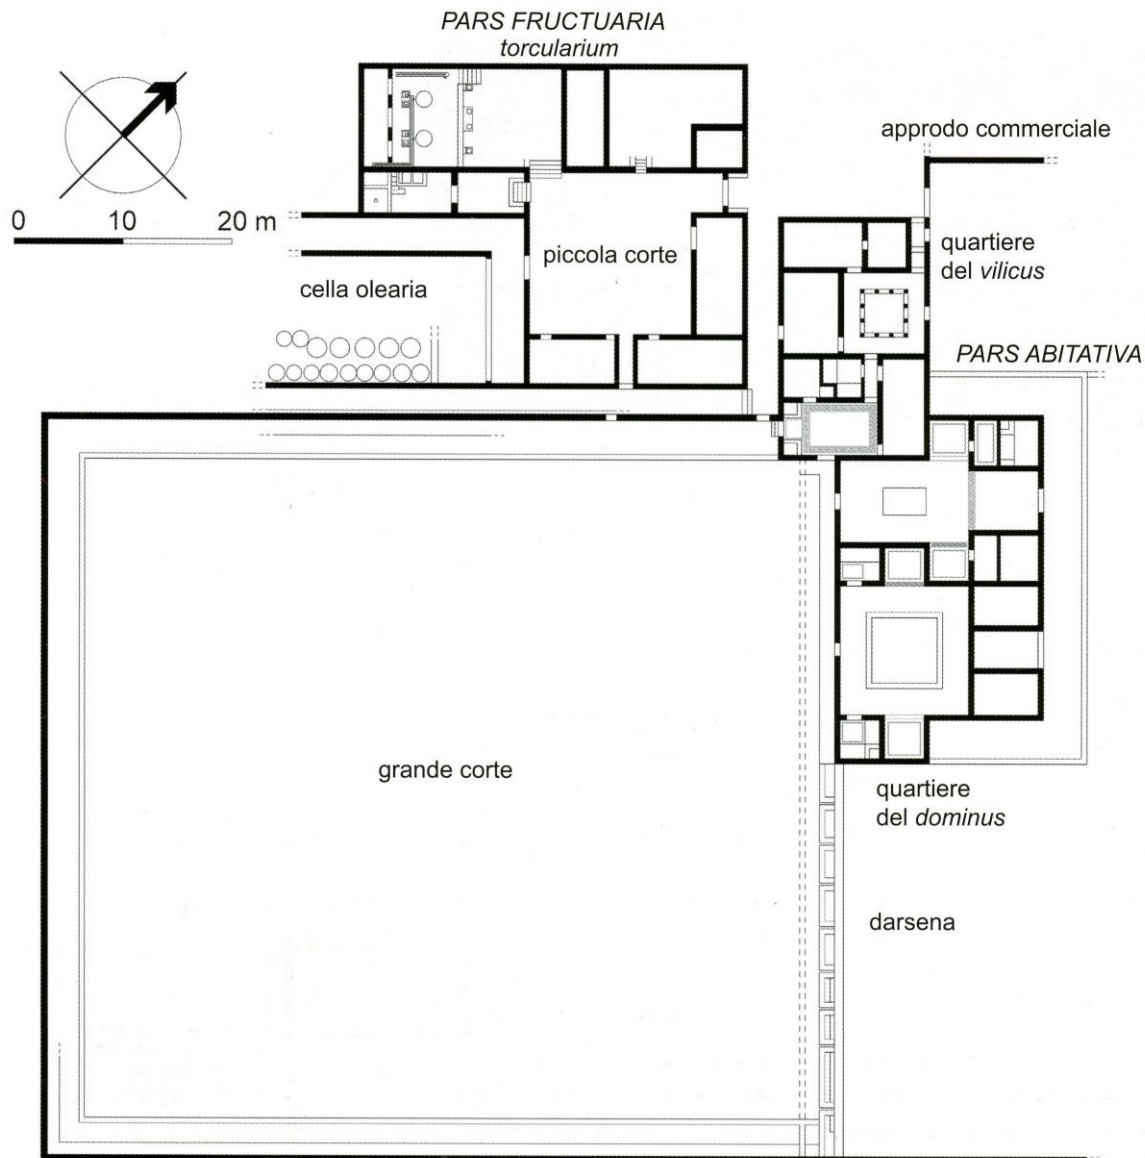 PARS FRUCTUARIA
torcularium
approdo commerciale
0 10 20 m
quartiere
del vilicus
piccola corte
cella olearia
PARS ABITATIVA
grande corte
quartiere
del dominus
darsena